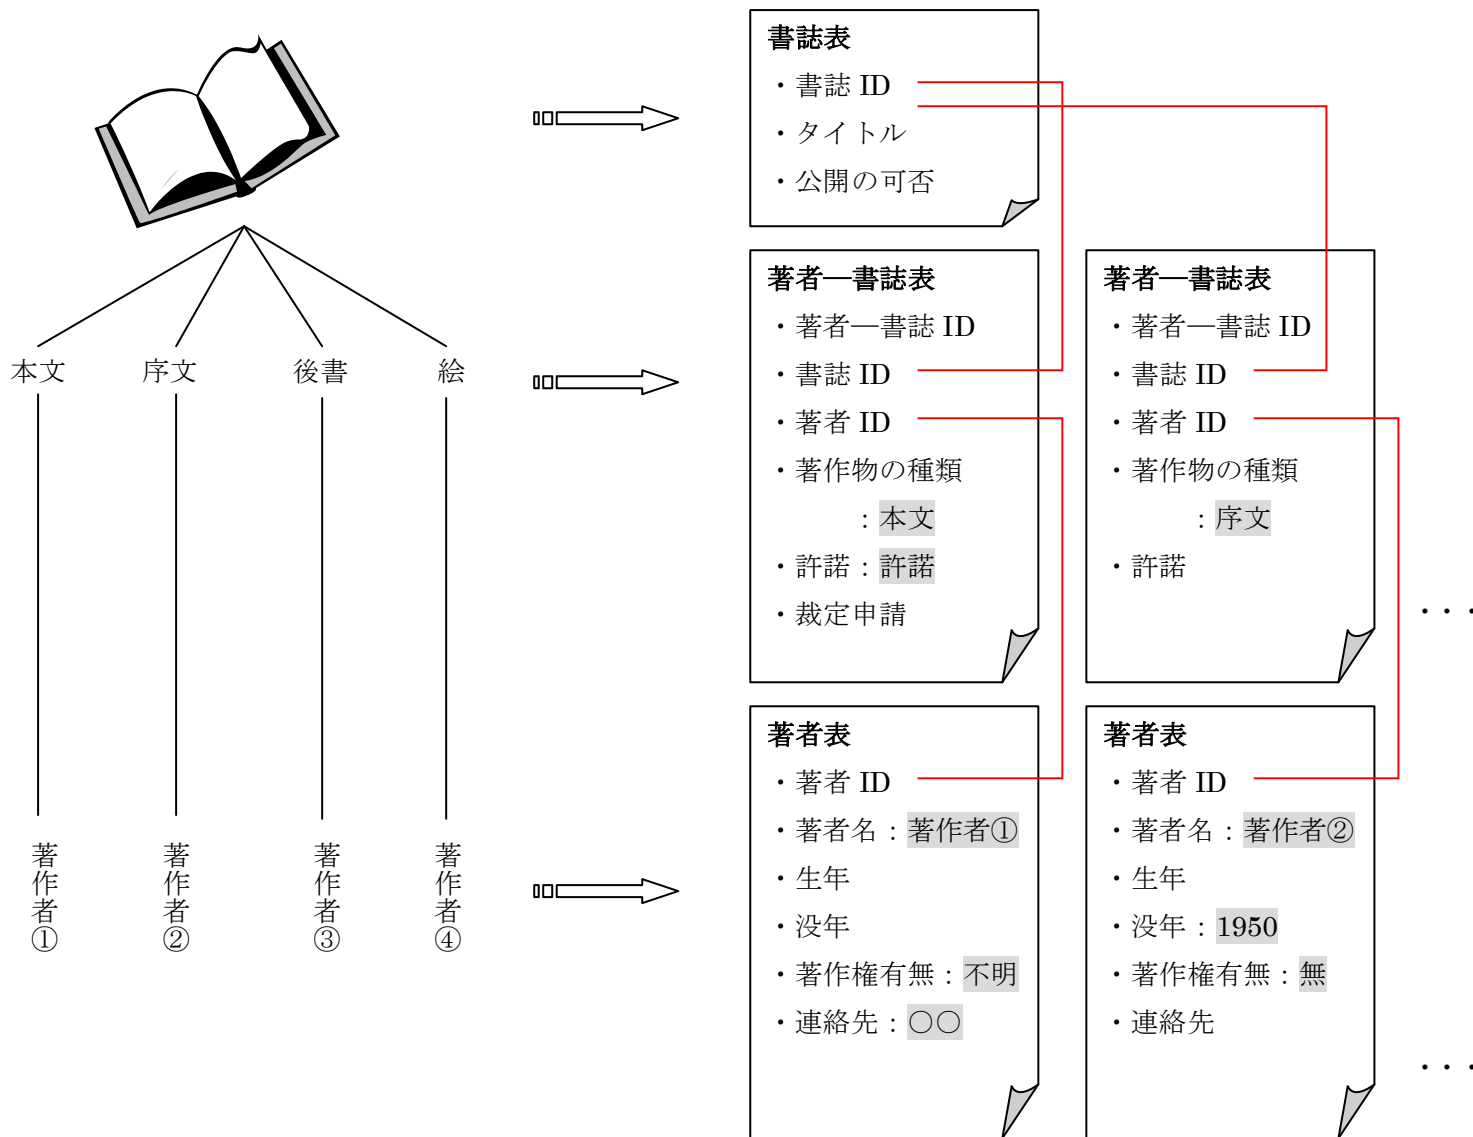 書誌表
・書誌 ID
・タイトル
・公開の可否
本文
序文
後書
絵
著者―書誌表
・著者―書誌 ID
・書誌 ID
・著者 ID
・著作物の種類
：本文
・許諾：許諾
・裁定申請
著者―書誌表
・著者―書誌 ID
・書誌 ID
・著者 ID
・著作物の種類
：序文
・許諾
・・・
著作者①
著作者②
著作者③
著作者④
著者表
・著者 ID
・著者名：著作者①
・生年
・没年
・著作権有無：不明
・連絡先：○○
著者表
・著者 ID
・著者名：著作者②
・生年
・没年：1950
・著作権有無：無
・連絡先
・・・